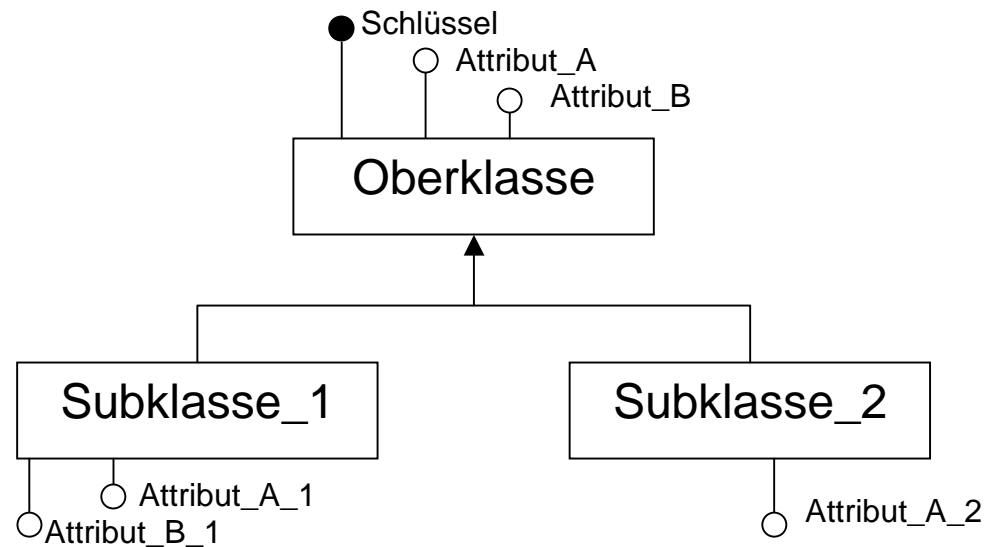 Schlüssel
Attribut_A
Attribut_B
Oberklasse
Subklasse_1
Subklasse_2
Attribut_A_1
Attribut_B_1
Attribut_A_2